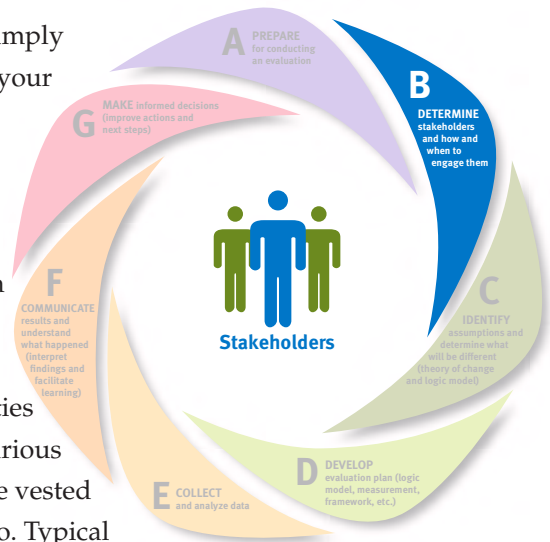 imply
your
ties
rious
e vested
o. Typical
A PREPARE
for conducting
an evaluation
B
DETERMINE
stakeholders
and how and
when to
engage them
C
IDENTIFY
assumptions and
determine what
will be different
(theory of change
and logic model)
D DEVELOP
evaluation plan (logic
model, measurement,
framework, etc.)
E COLLECT
and analyze data
F
COMMUNICATE
results and
understand
what happened
(interpret
findings and
facilitate
learning)
G MAKE informed decisions
(improve actions and
next steps)
Stakeholders